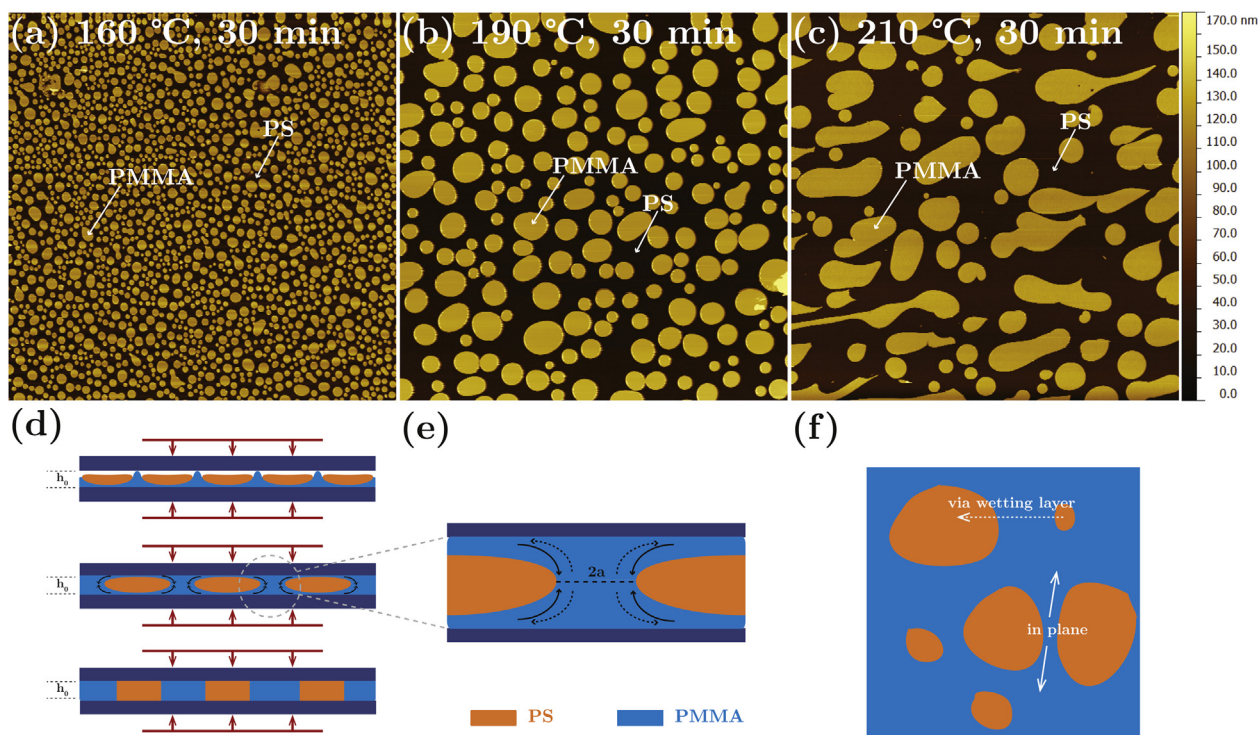 (a) 160 °C, 30 min
PS
PMMA
(b) 190 °C, 30 min
PMMA
PS
(c) 210 °C, 30 min
PS
PMMA
170.0 nm
150.0
140.0
130.0
120.0
110.0
100.0
90.0
80.0
70.0
60.0
50.0
40.0
30.0
20.0
10.0
0.0
(d)
h₀
h₀
h₀
(e)
2a
PS
PMMA
(f)
via wetting layer
in plane